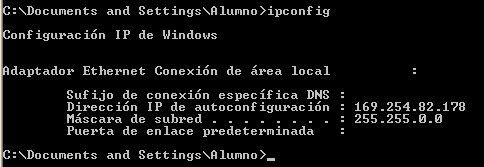 C:\Documents and Settings\Alumno>ipconfig
Configuración IP de Windows
Adaptador Ethernet Conexión de área local          :
        Sufijo de conexión específica DNS :
        Dirección IP de autoconfiguración : 169.254.82.178
        Máscara de subred . . . . . . . . : 255.255.0.0
        Puerta de enlace predeterminada   :
C:\Documents and Settings\Alumno>_